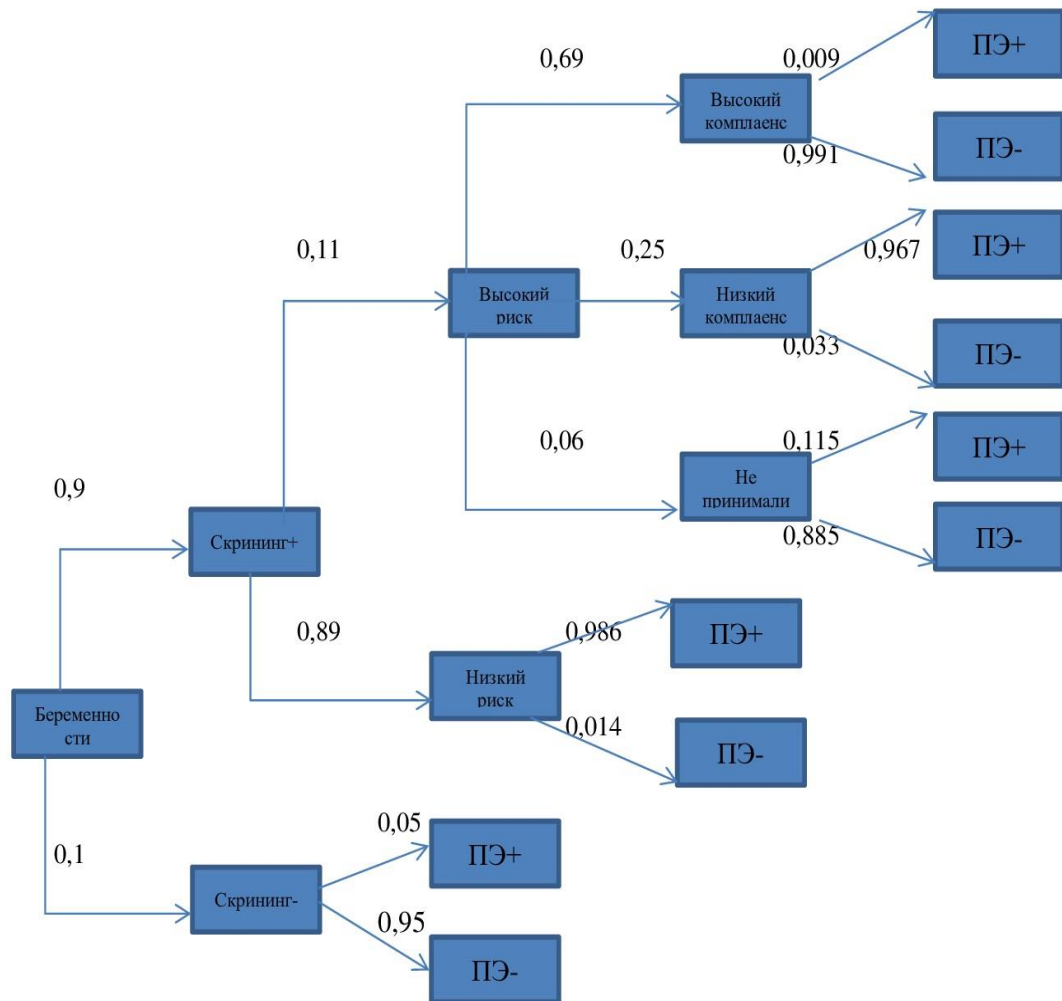 0,69
0,009
ПЭ+
Высокий
комплаенс
0,991
ПЭ-
0,11
0,25
0,967
ПЭ+
Высокий
риск
Низкий
комплаенс
0,033
ПЭ-
0,06
0,115
ПЭ+
Не
принимали
0,885
ПЭ-
0,9
Скрининг+
0,89
0,986
ПЭ+
Низкий
риск
0,014
ПЭ-
Беременно
сти
0,1
0,05
ПЭ+
Скрининг-
0,95
ПЭ-